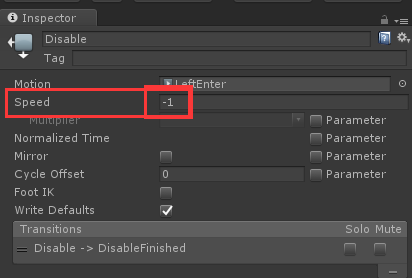 Inspector
Disable
Tag
Motion LeftEnter
Speed -1
Multiplier Parameter
Normalized Time Parameter
Mirror Parameter
Cycle Offset 0 Parameter
Foot IK
Write Defaults
Transitions Solo Mute
Disable -> DisableFinished